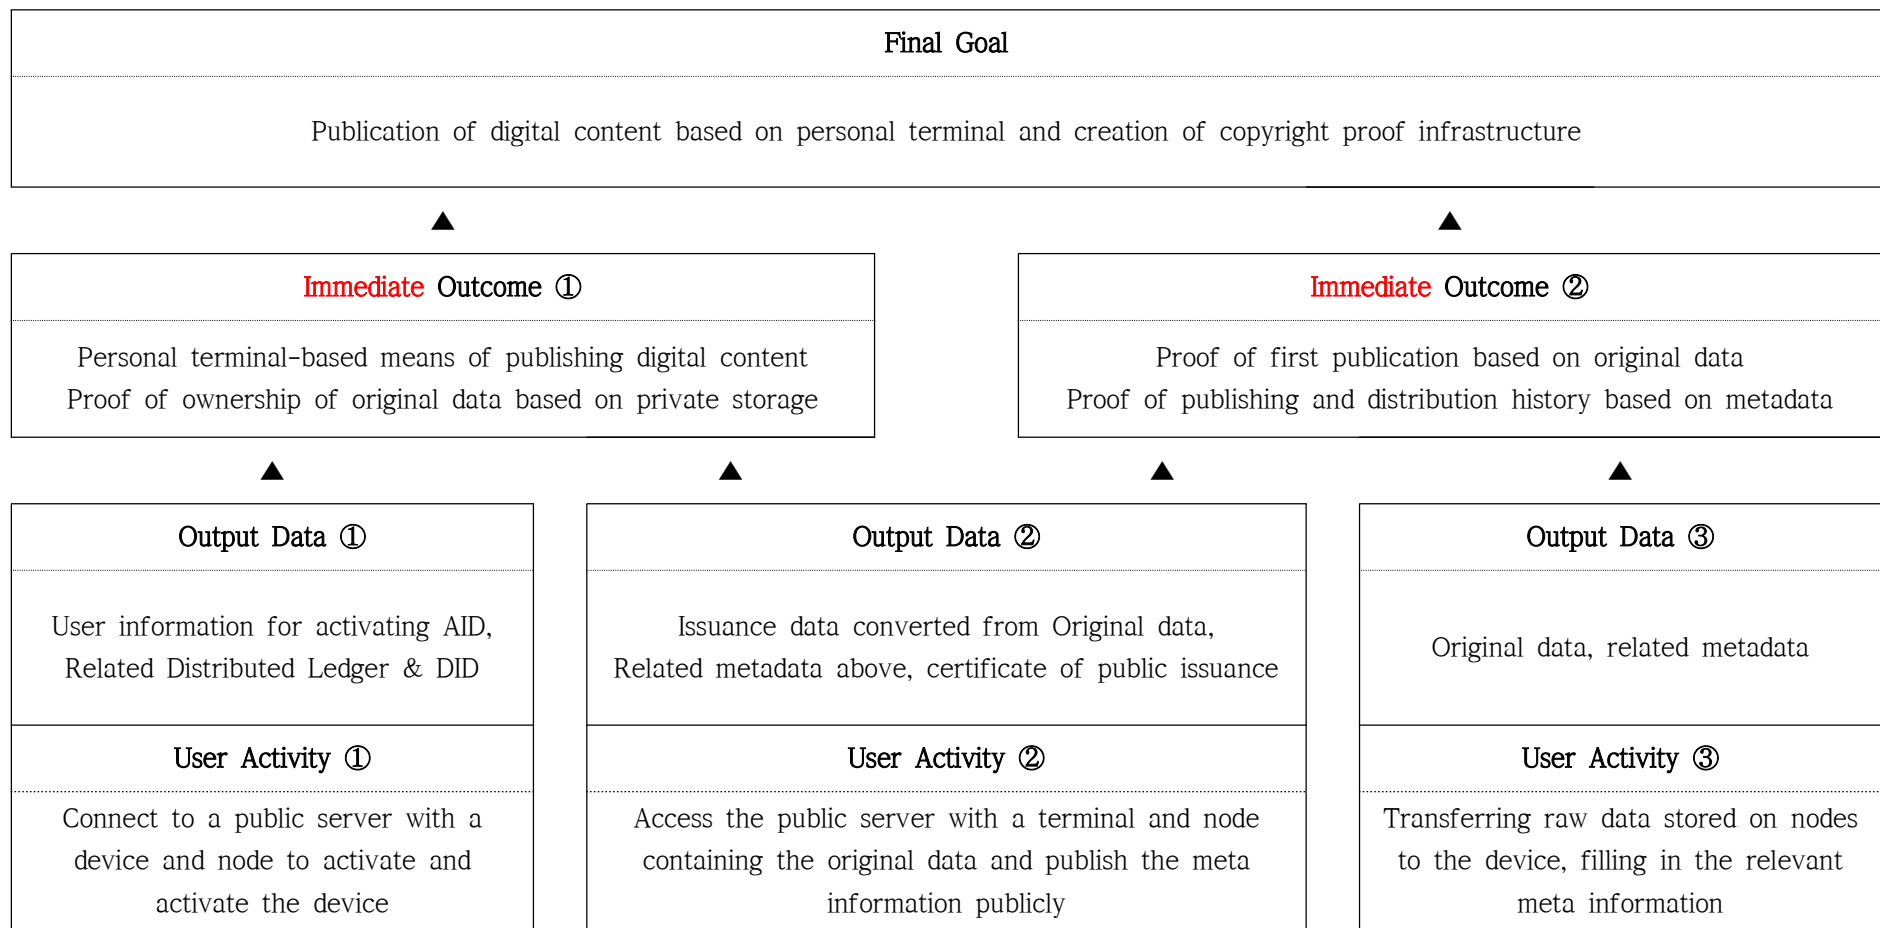 Final Goal
Publication of digital content based on personal terminal and creation of copyright proof infrastructure
▲ ▲
Immediate Outcome ①
Personal terminal-based means of publishing digital content
Proof of ownership of original data based on private storage
Immediate Outcome ②
Proof of first publication based on original data
Proof of publishing and distribution history based on metadata
▲ ▲ ▲ ▲
Output Data ①
User information for activating AID,
Related Distributed Ledger & DID
User Activity ①
Connect to a public server with a
device and node to activate and
activate the device
Output Data ②
Issuance data converted from Original data,
Related metadata above, certificate of public issuance
User Activity ②
Access the public server with a terminal and node
containing the original data and publish the meta
information publicly
Output Data ③
Original data, related metadata
User Activity ③
Transferring raw data stored on nodes
to the device, filling in the relevant
meta information